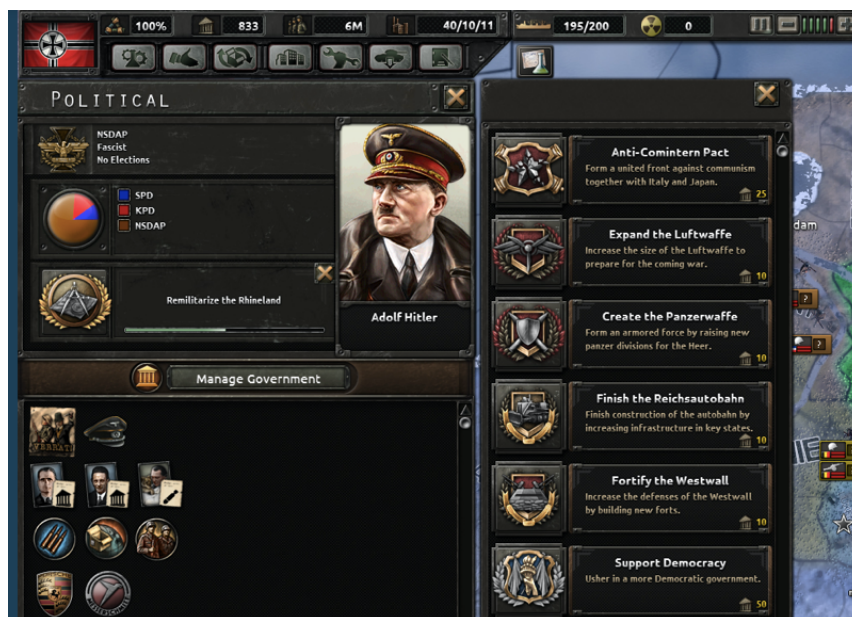 100%
833
6M
40/10/11
195/200
0
POLITICAL
NSDAP
Fascist
No Elections
SPD
KPD
NSDAP
Remilitarize the Rhineland
Adolf Hitler
Manage Government
Anti-Comintern Pact
Form a united front against communism
together with Italy and Japan.
25
Expand the Luftwaffe
Increase the size of the Luftwaffe to
prepare for the coming war.
10
Create the Panzerwaffe
Form an armored force by raising new
panzer divisions for the Heer.
10
Finish the Reichsautobahn
Finish construction of the autobahn by
increasing infrastructure in key states.
10
Fortify the Westwall
Increase the defenses of the Westwall
by building new forts.
10
Support Democracy
Usher in a more Democratic government.
50
dam
?
?